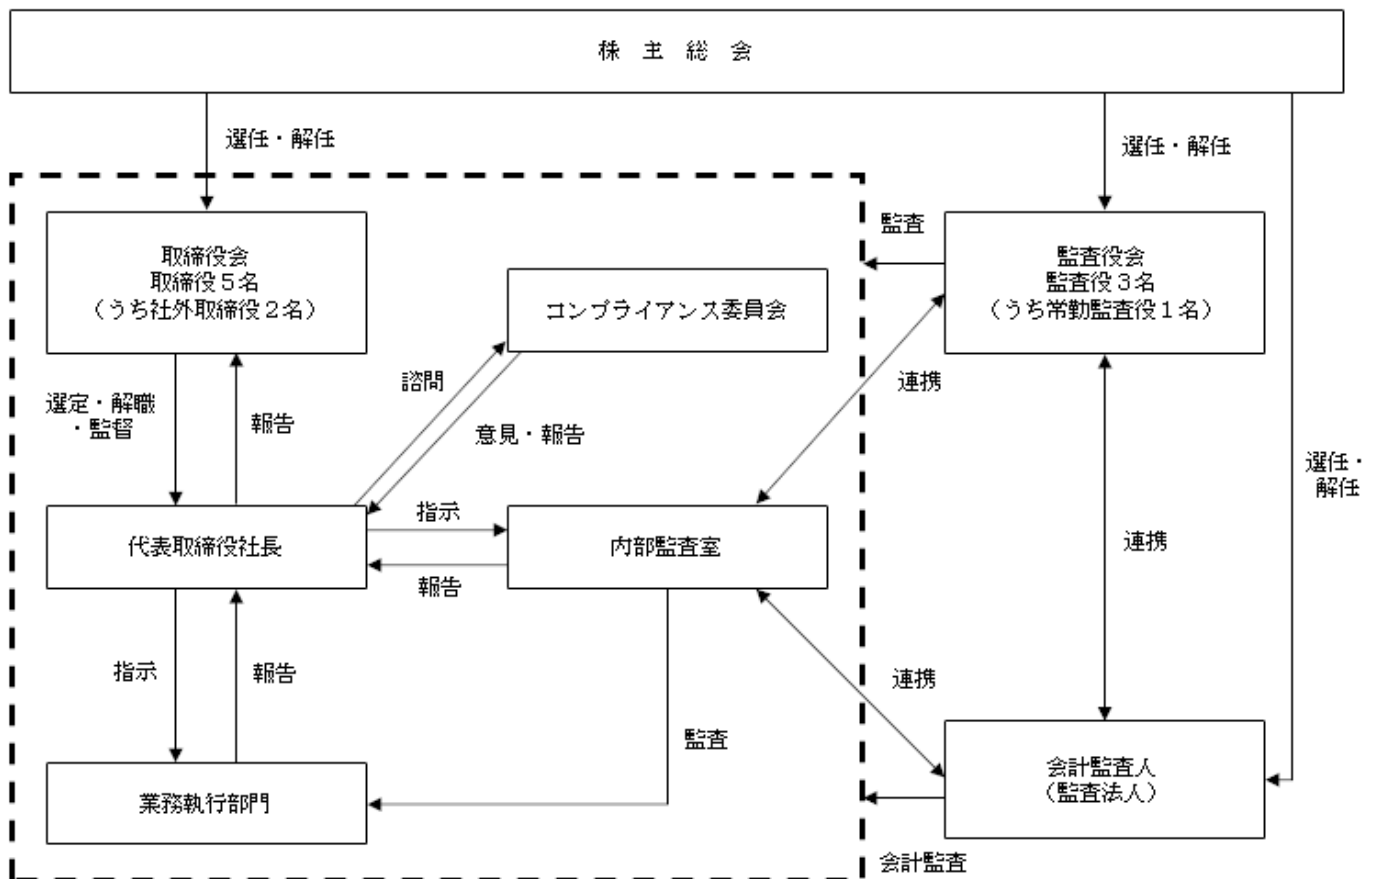 株 主 総 会
選任・解任
選任・解任
監査
取締役会
取締役５名
（うち社外取締役２名）
監査役会
監査役３名
（うち常勤監査役１名）
コンプライアンス委員会
諮問
連携
選定・解職
・監督
報告
意見・報告
選任・
解任
指示
代表取締役社長
内部監査室
連携
報告
指示
報告
連携
監査
会計監査人
（監査法人）
業務執行部門
会計監査